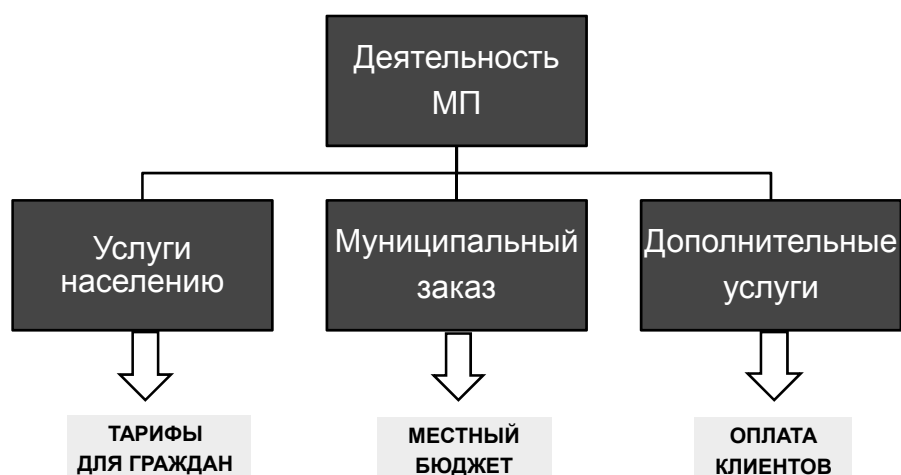 Деятельность
МП
Услуги
населению
Муниципальный
заказ
Дополнительные
услуги
ТАРИФЫ
ДЛЯ ГРАЖДАН
МЕСТНЫЙ
БЮДЖЕТ
ОПЛАТА
КЛИЕНТОВ